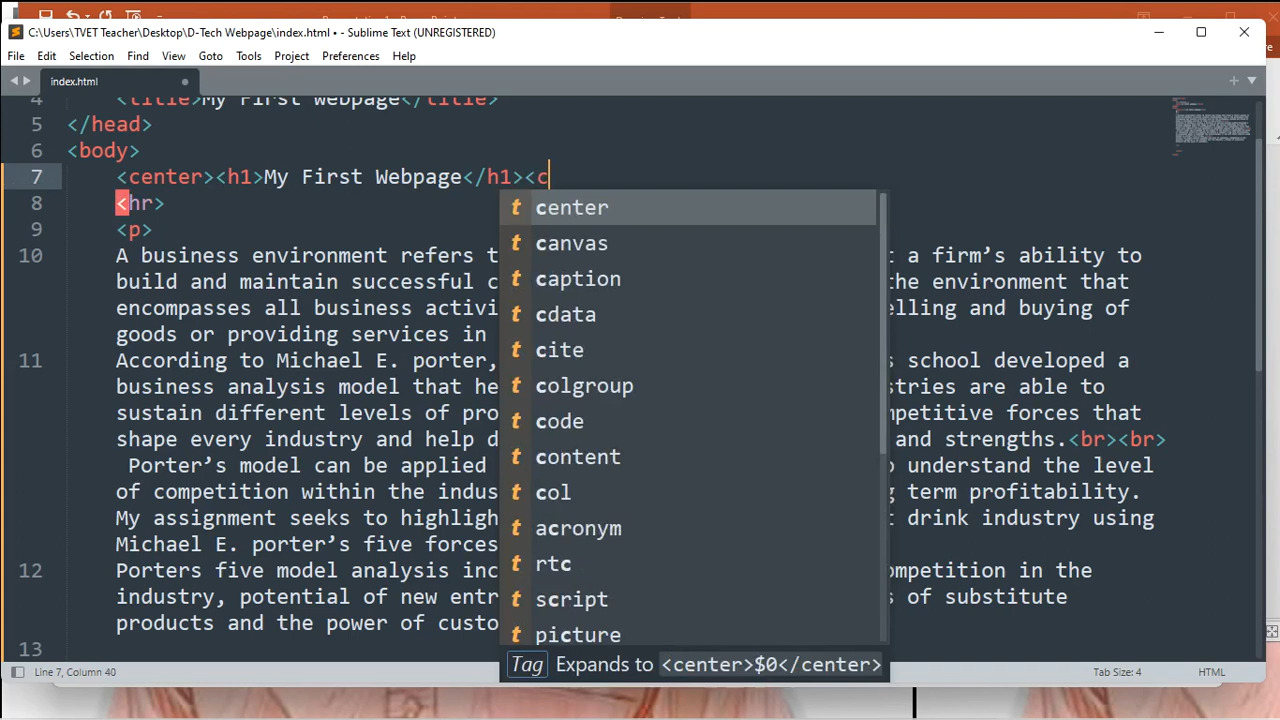 C:\Users\TVET Teacher\Desktop\D-Tech Webpage\index.html • - Sublime Text (UNREGISTERED)
File Edit Selection Find View Goto Tools Project Preferences Help
index.html
4 <title>My First webpage</title>
5 </head>
6 <body>
7 <center><h1>My First Webpage</h1><c
8 <hr>
9 <p>
10 A business environment refers t a firm’s ability to
build and maintain successful c he environment that
encompasses all business activi elling and buying of
goods or providing services in
11 According to Michael E. porter, s school developed a
business analysis model that he stries are able to
sustain different levels of pro mpetitive forces that
shape every industry and help d and strengths.<br><br>
Porter’s model can be applied o understand the level
of competition within the indus g term profitability.
My assignment seeks to highligh t drink industry using
Michael E. porter’s five forces
12 Porters five model analysis inc ompetition in the
industry, potential of new entr s of substitute
products and the power of custo
13
t center
t canvas
t caption
t cdata
t cite
t colgroup
t code
t content
t col
t acronym
t rtc
t script
t picture
Tag Expands to <center>$0</center>
Line 7, Column 40 Tab Size: 4 HTML